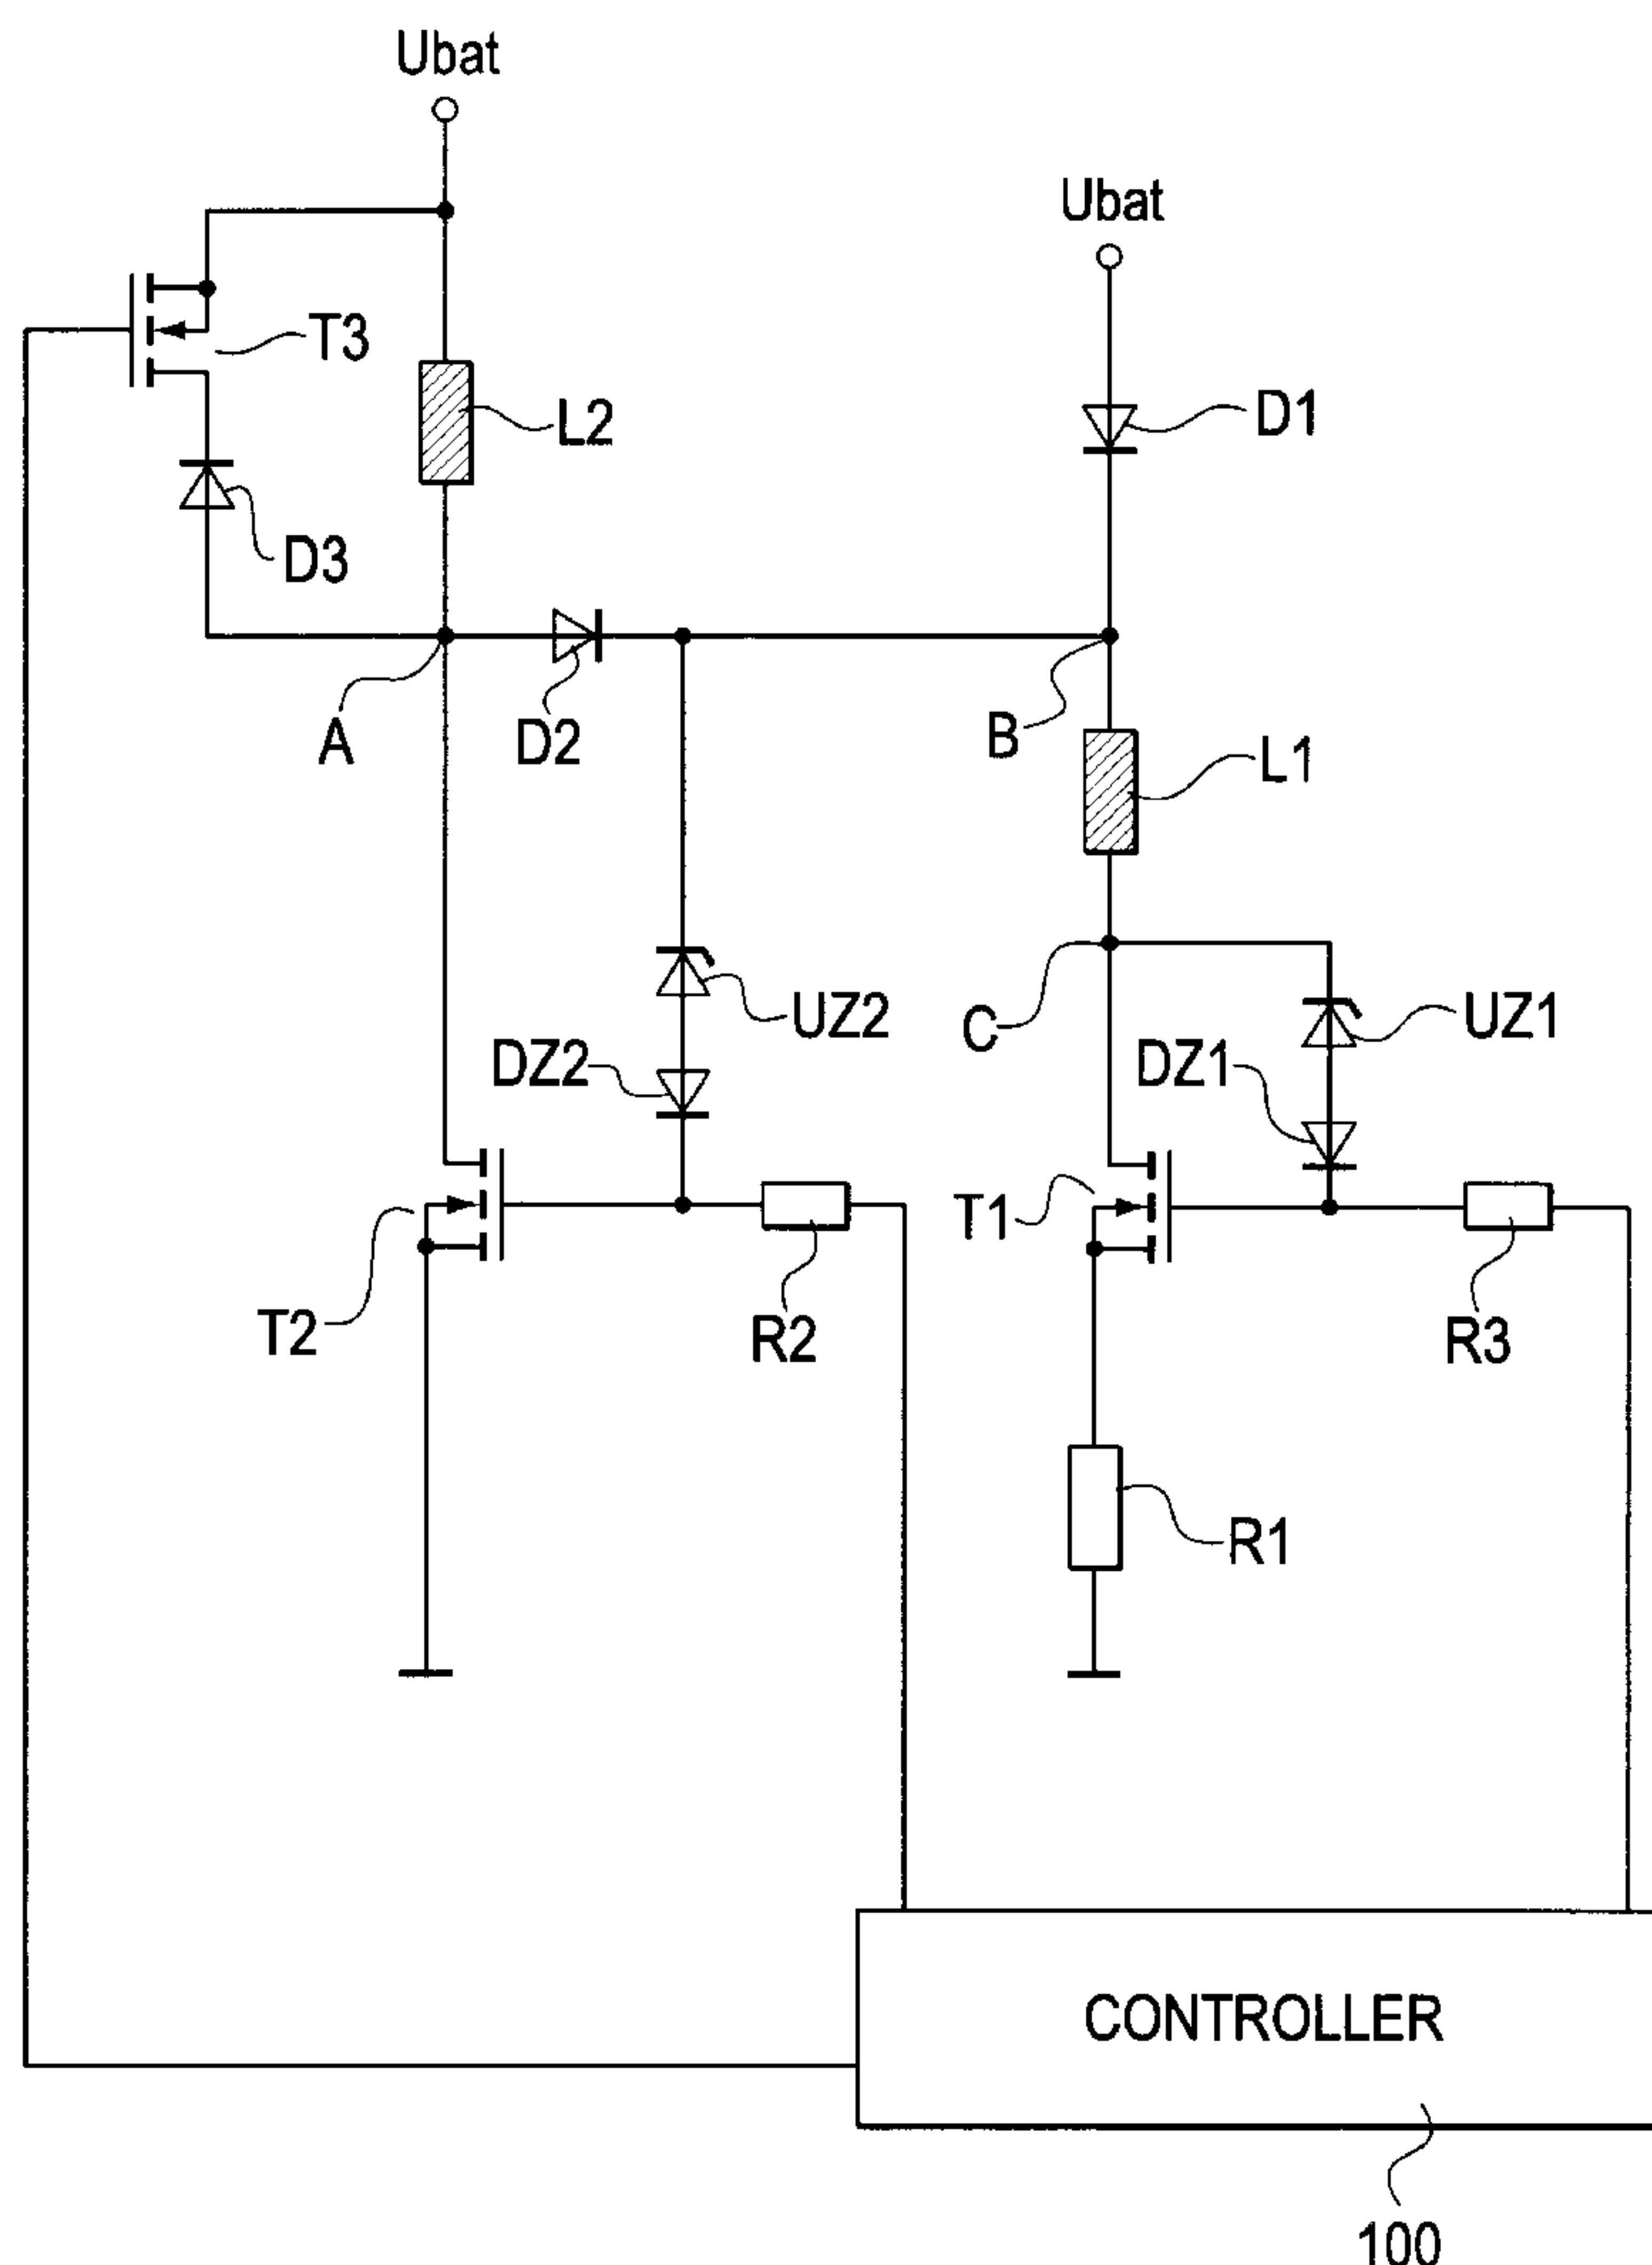 Ubat
Ubat
T3
L2
D1
D3
A
D2
B
L1
UZ2
C
UZ1
DZ2
DZ1
T1
T2
R2
R3
R1
CONTROLLER
100